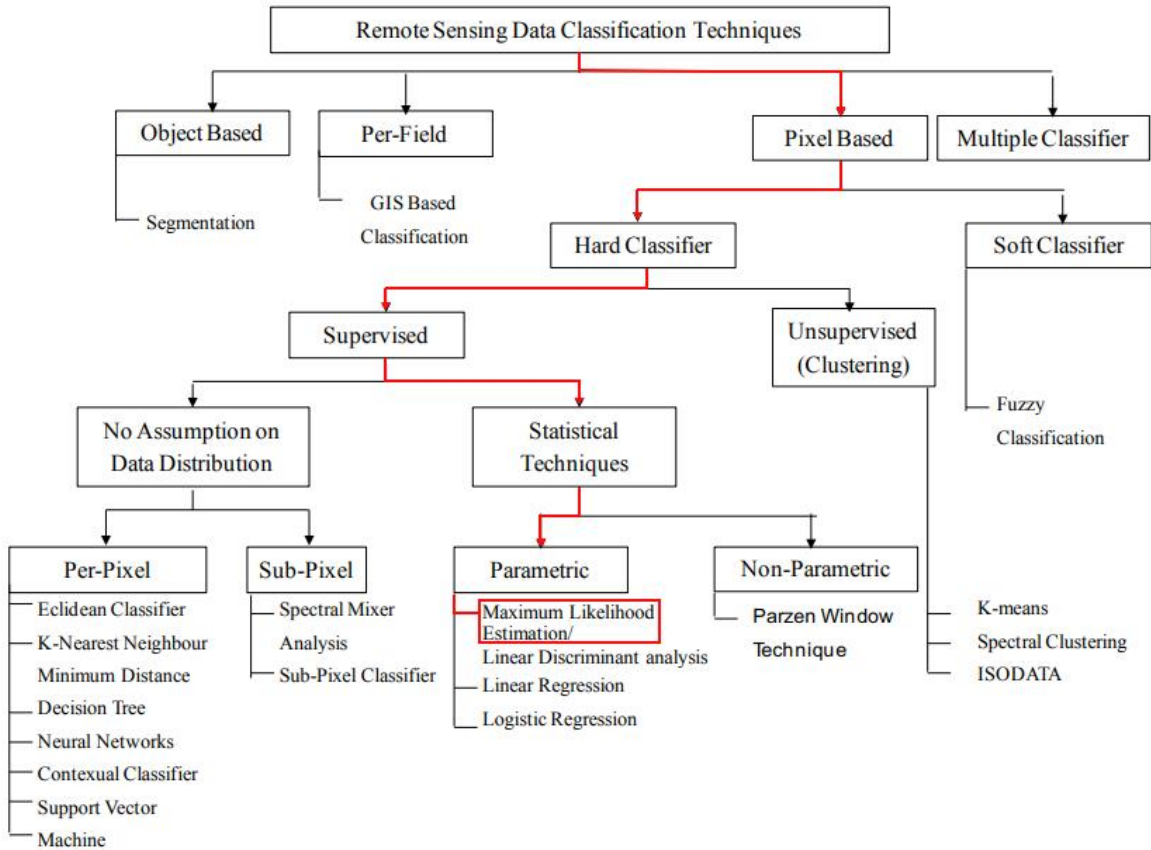 Remote Sensing Data Classification Techniques
Object Based
Per-Field
Pixel Based
Multiple Classifier
Segmentation
GIS Based
Classification
Hard Classifier
Soft Classifier
Supervised
Unsupervised
(Clustering)
Fuzzy
Classification
No Assumption on
Data Distribution
Statistical
Techniques
Per-Pixel
Sub-Pixel
Parametric
Non-Parametric
Eclidean Classifier
K-Nearest Neighbour
Minimum Distance
Decision Tree
Neural Networks
Contexual Classifier
Support Vector
Machine
Spectral Mixer
Analysis
Sub-Pixel Classifier
Maximum Likelihood
Estimation/
Linear Discriminant analysis
Linear Regression
Logistic Regression
Parzen Window
Technique
K-means
Spectral Clustering
ISODATA